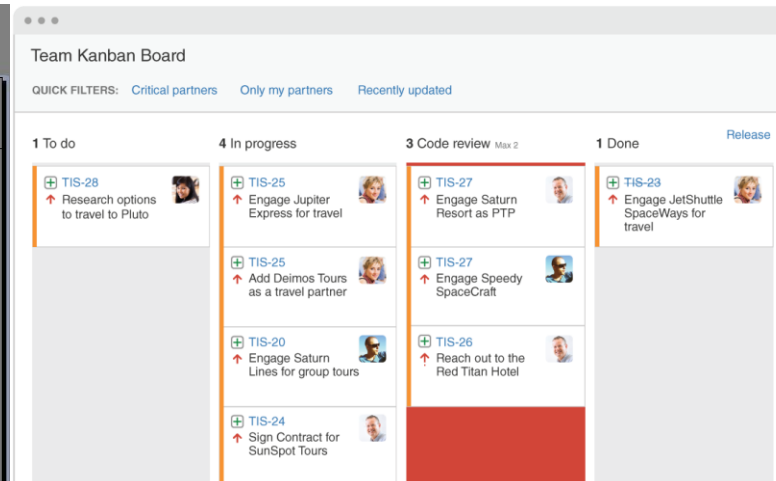 Team Kanban Board
QUICK FILTERS: Critical partners Only my partners Recently updated
Release
1 To do
TIS-28
Research options
to travel to Pluto
4 In progress
TIS-25
Engage Jupiter
Express for travel
TIS-25
Add Deimos Tours
as a travel partner
TIS-20
Engage Saturn
Lines for group tours
TIS-24
Sign Contract for
SunSpot Tours
3 Code review Max 2
TIS-27
Engage Saturn
Resort as PTP
TIS-27
Engage Speedy
SpaceCraft
TIS-26
Reach out to the
Red Titan Hotel
1 Done
TIS-23
Engage JetShuttle
SpaceWays for
travel